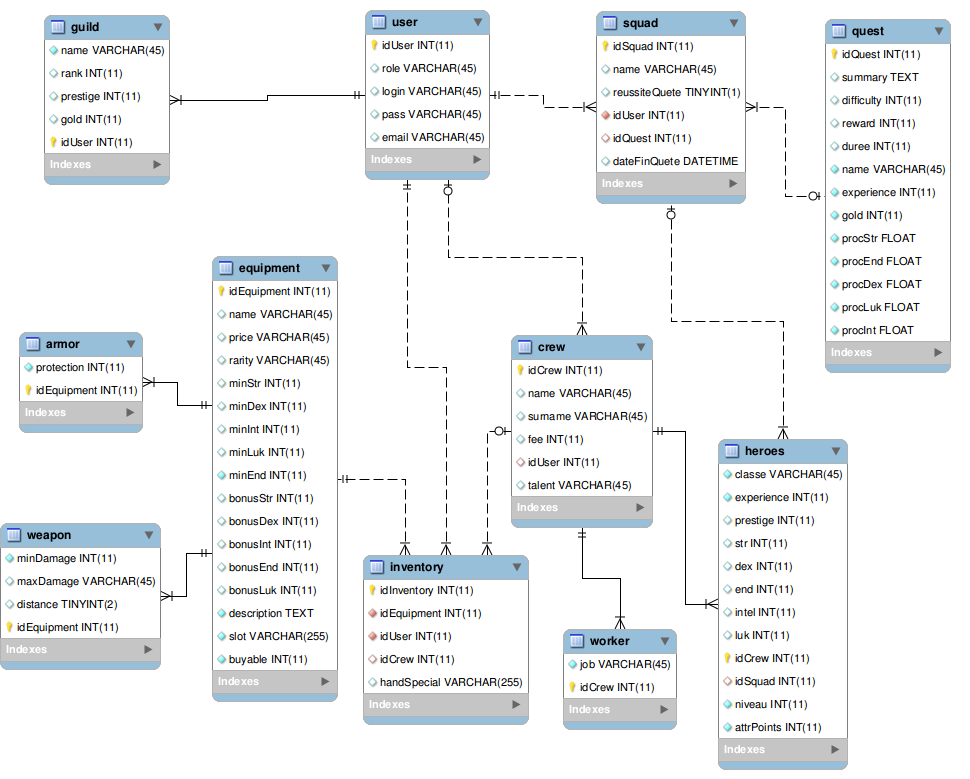 guild
name VARCHAR(45)
rank INT(11)
prestige INT(11)
gold INT(11)
idUser INT(11)
Indexes
user
idUser INT(11)
role VARCHAR(45)
login VARCHAR(45)
pass VARCHAR(45)
email VARCHAR(45)
Indexes
squad
idSquad INT(11)
name VARCHAR(45)
reussiteQuete TINYINT(1)
idUser INT(11)
idQuest INT(11)
dateFinQuete DATETIME
Indexes
quest
idQuest INT(11)
summary TEXT
difficulty INT(11)
reward INT(11)
duree INT(11)
name VARCHAR(45)
experience INT(11)
gold INT(11)
procStr FLOAT
procEnd FLOAT
procDex FLOAT
procLuk FLOAT
procInt FLOAT
Indexes
equipment
idEquipment INT(11)
name VARCHAR(45)
price VARCHAR(45)
rarity VARCHAR(45)
minStr INT(11)
minDex INT(11)
minInt INT(11)
minLuk INT(11)
minEnd INT(11)
bonusStr INT(11)
bonusDex INT(11)
bonusInt INT(11)
bonusEnd INT(11)
bonusLuk INT(11)
description TEXT
slot VARCHAR(255)
buyable INT(11)
Indexes
armor
protection INT(11)
idEquipment INT(11)
Indexes
crew
idCrew INT(11)
name VARCHAR(45)
surname VARCHAR(45)
fee INT(11)
idUser INT(11)
talent VARCHAR(45)
Indexes
heroes
classe VARCHAR(45)
experience INT(11)
prestige INT(11)
str INT(11)
dex INT(11)
end INT(11)
intel INT(11)
luk INT(11)
idCrew INT(11)
idSquad INT(11)
niveau INT(11)
attrPoints INT(11)
Indexes
weapon
minDamage INT(11)
maxDamage VARCHAR(45)
distance TINYINT(2)
idEquipment INT(11)
Indexes
inventory
idInventory INT(11)
idEquipment INT(11)
idUser INT(11)
idCrew INT(11)
handSpecial VARCHAR(255)
Indexes
worker
job VARCHAR(45)
idCrew INT(11)
Indexes